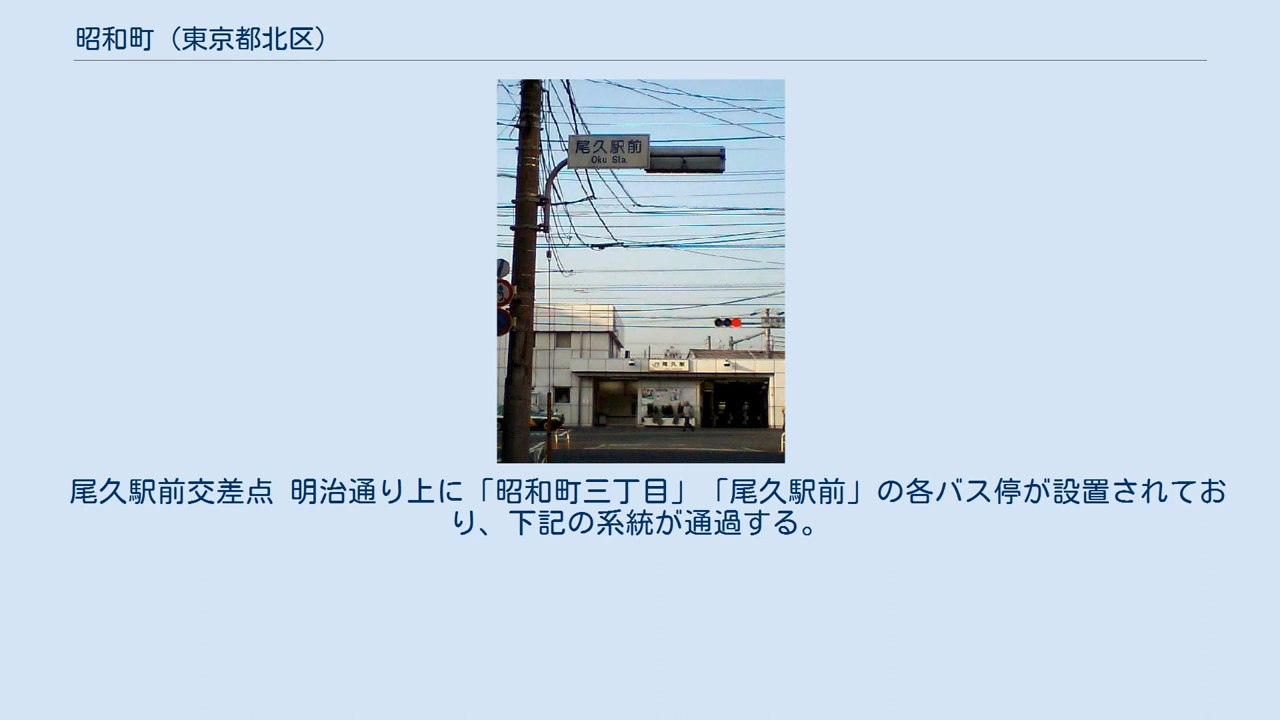 昭和町（東京都北区）
尾久駅前
Oku Sta.
尾久駅
尾久駅前交差点 明治通り上に「昭和町三丁目」「尾久駅前」の各バス停が設置されてお
り、下記の系統が通過する。